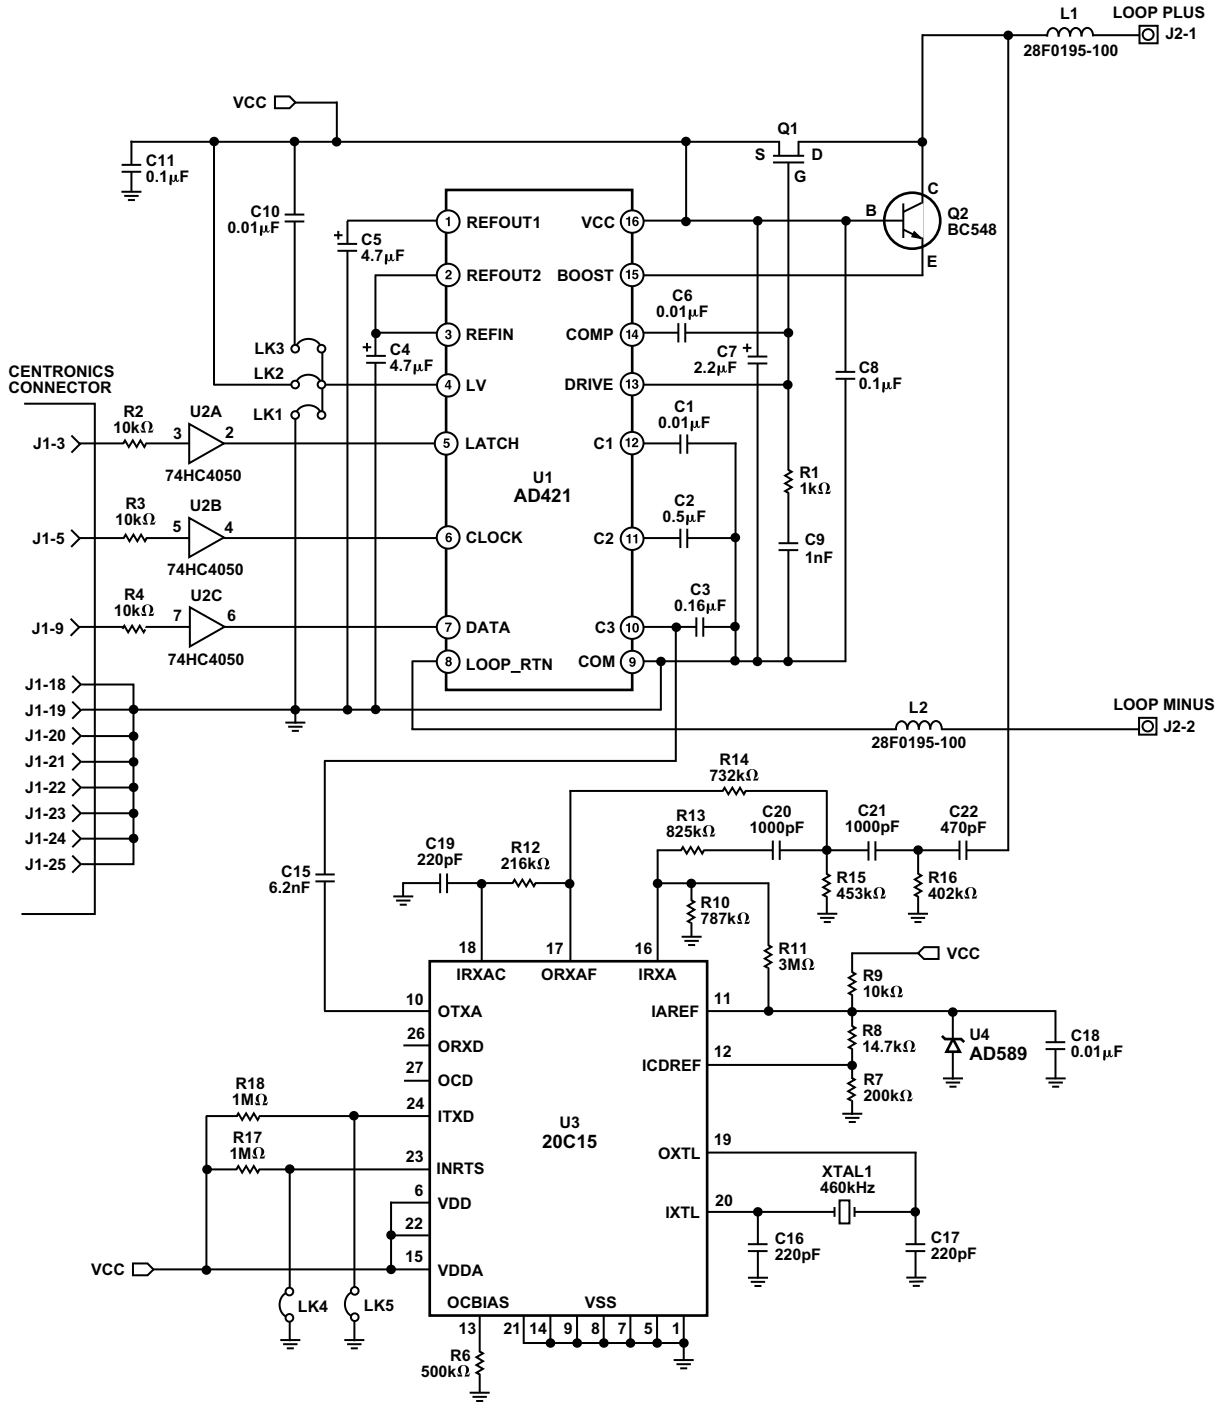 L1
LOOP PLUS
J2-1
28F0195-100
VCC
Q1
S
D
G
C11
0.1µF
C10
0.01µF
C
B
Q2
BC548
E
1
REFOUT1
VCC
16
C5
4.7µF
+
2
REFOUT2
BOOST
15
C6
0.01µF
3
REFIN
COMP
14
LK3
+
C4
4.7µF
C7
2.2µF
+
C8
0.1µF
CENTRONICS
CONNECTOR
LK2
4
LV
DRIVE
13
LK1
R2
10kΩ
U2A
C1
0.01µF
J1-3
3
2
5
LATCH
C1
12
74HC4050
U1
AD421
R1
1kΩ
R3
10kΩ
U2B
C2
0.5µF
J1-5
5
4
6
CLOCK
C2
11
C9
1nF
74HC4050
R4
10kΩ
U2C
C3
0.16µF
J1-9
7
6
7
DATA
C3
10
74HC4050
8
LOOP_RTN
COM
9
J1-18
J1-19
J1-20
J1-21
J1-22
J1-23
J1-24
J1-25
L2
28F0195-100
LOOP MINUS
J2-2
R14
732kΩ
R13
825kΩ
C20
1000pF
C21
1000pF
C22
470pF
C19
220pF
R12
216kΩ
C15
6.2nF
R15
453kΩ
R16
402kΩ
R10
787kΩ
R11
3MΩ
18
17
16
IRXAC
ORXAF
IRXA
VCC
R9
10kΩ
10
OTXA
IAREF
11
26
ORXD
R8
14.7kΩ
U4
AD589
C18
0.01µF
27
OCD
ICDREF
12
R7
200kΩ
R18
1MΩ
24
ITXD
U3
20C15
R17
1MΩ
23
INRTS
OXTL
19
XTAL1
460kHz
6
VDD
22
IXTL
20
C16
220pF
C17
220pF
VCC
15
VDDA
LK4
LK5
OCBIAS
VSS
13
21
14
9
8
7
5
1
R6
500kΩ